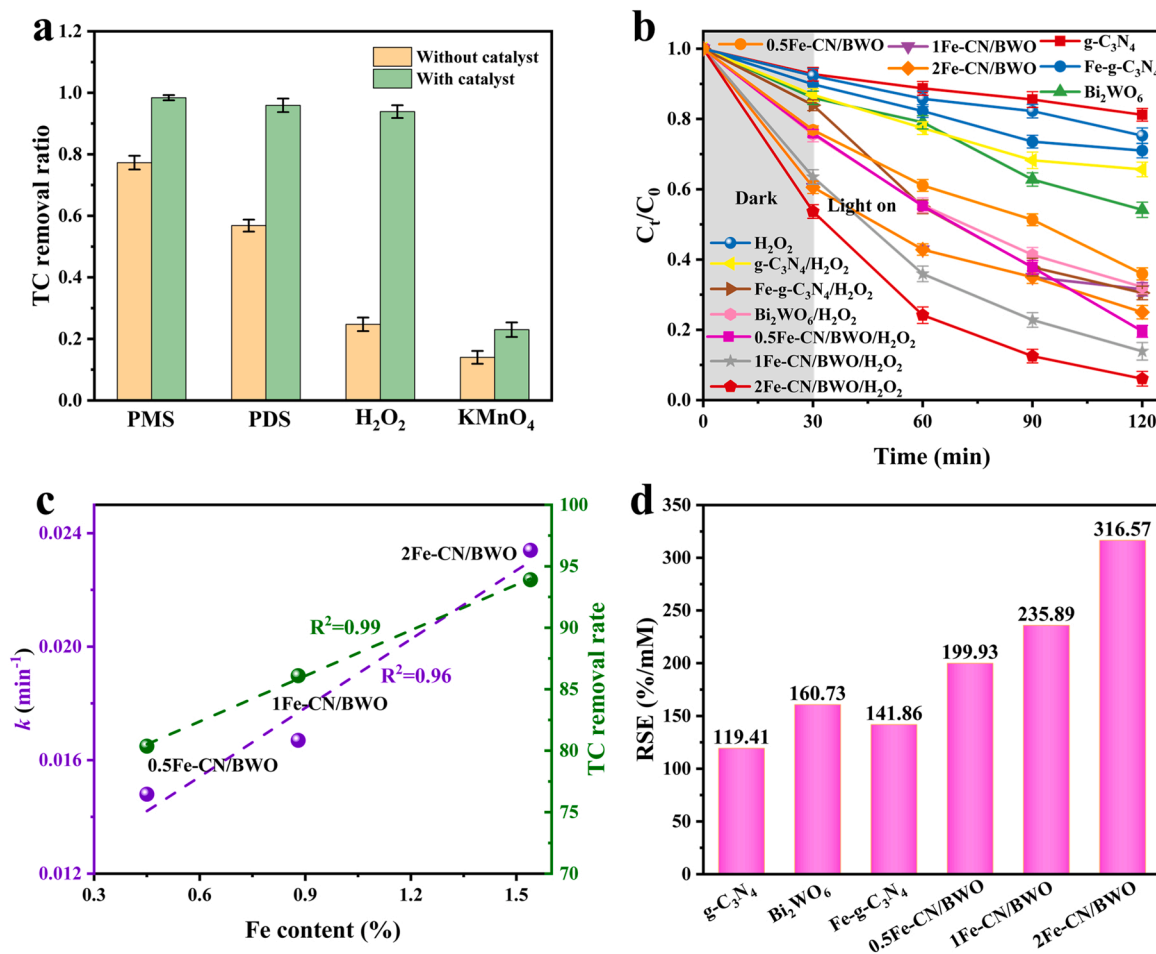 a
TC removal ratio
1.2
1.0
0.8
0.6
0.4
0.2
0.0
Without catalyst
With catalyst
PMS
PDS
H₂O₂
KMnO₄
b
Cₜ/C₀
1.0
0.8
0.6
0.4
0.2
0.0
0.5Fe-CN/BWO
1Fe-CN/BWO
2Fe-CN/BWO
g-C₃N₄
Fe-g-C₃N₄
Bi₂WO₆
Dark
Light on
H₂O₂
g-C₃N₄/H₂O₂
Fe-g-C₃N₄/H₂O₂
Bi₂WO₆/H₂O₂
0.5Fe-CN/BWO/H₂O₂
1Fe-CN/BWO/H₂O₂
2Fe-CN/BWO/H₂O₂
0
30
60
90
120
Time (min)
c
k (min⁻¹)
0.024
0.020
0.016
0.012
2Fe-CN/BWO
R²=0.99
R²=0.96
1Fe-CN/BWO
0.5Fe-CN/BWO
100
95
90
85
80
75
70
TC removal rate
0.3
0.6
0.9
1.2
1.5
Fe content (%)
d
RSE (%/mM)
350
300
250
200
150
100
50
0
119.41
160.73
141.86
199.93
235.89
316.57
g-C₃N₄
Bi₂WO₆
Fe-g-C₃N₄
0.5Fe-CN/BWO
1Fe-CN/BWO
2Fe-CN/BWO